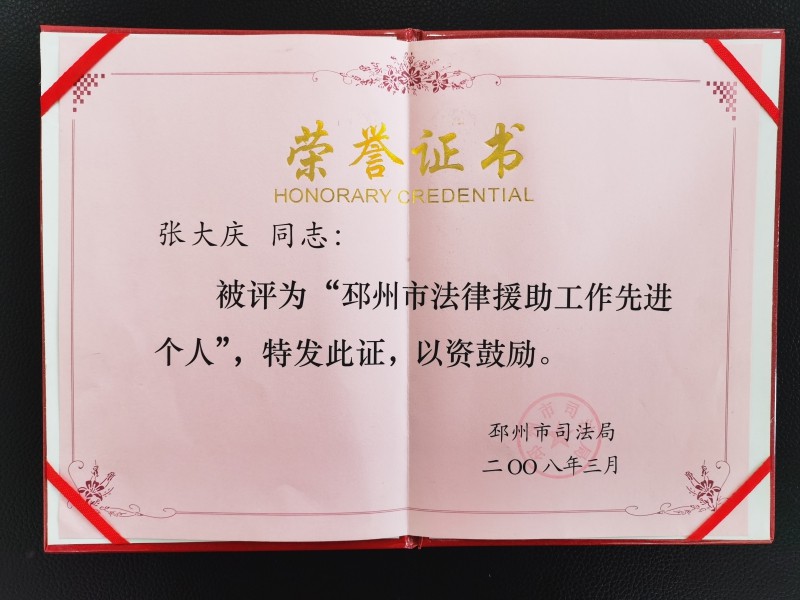 荣誉证书
HONORARY CREDENTIAL
张大庆 同志:
被评为“邳州市法律援助工作先进
个人”，特发此证，以资鼓励。
邳州市司法局
二〇〇八年三月